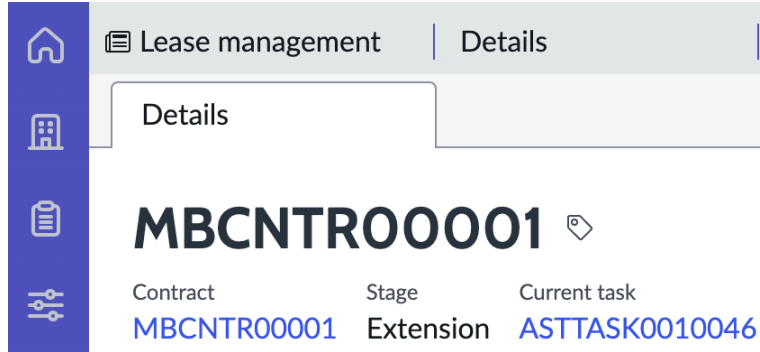 Lease management | Details
Details
MBCNTR00001
Contract Stage Current task
MBCNTR00001 Extension ASTTASK0010046